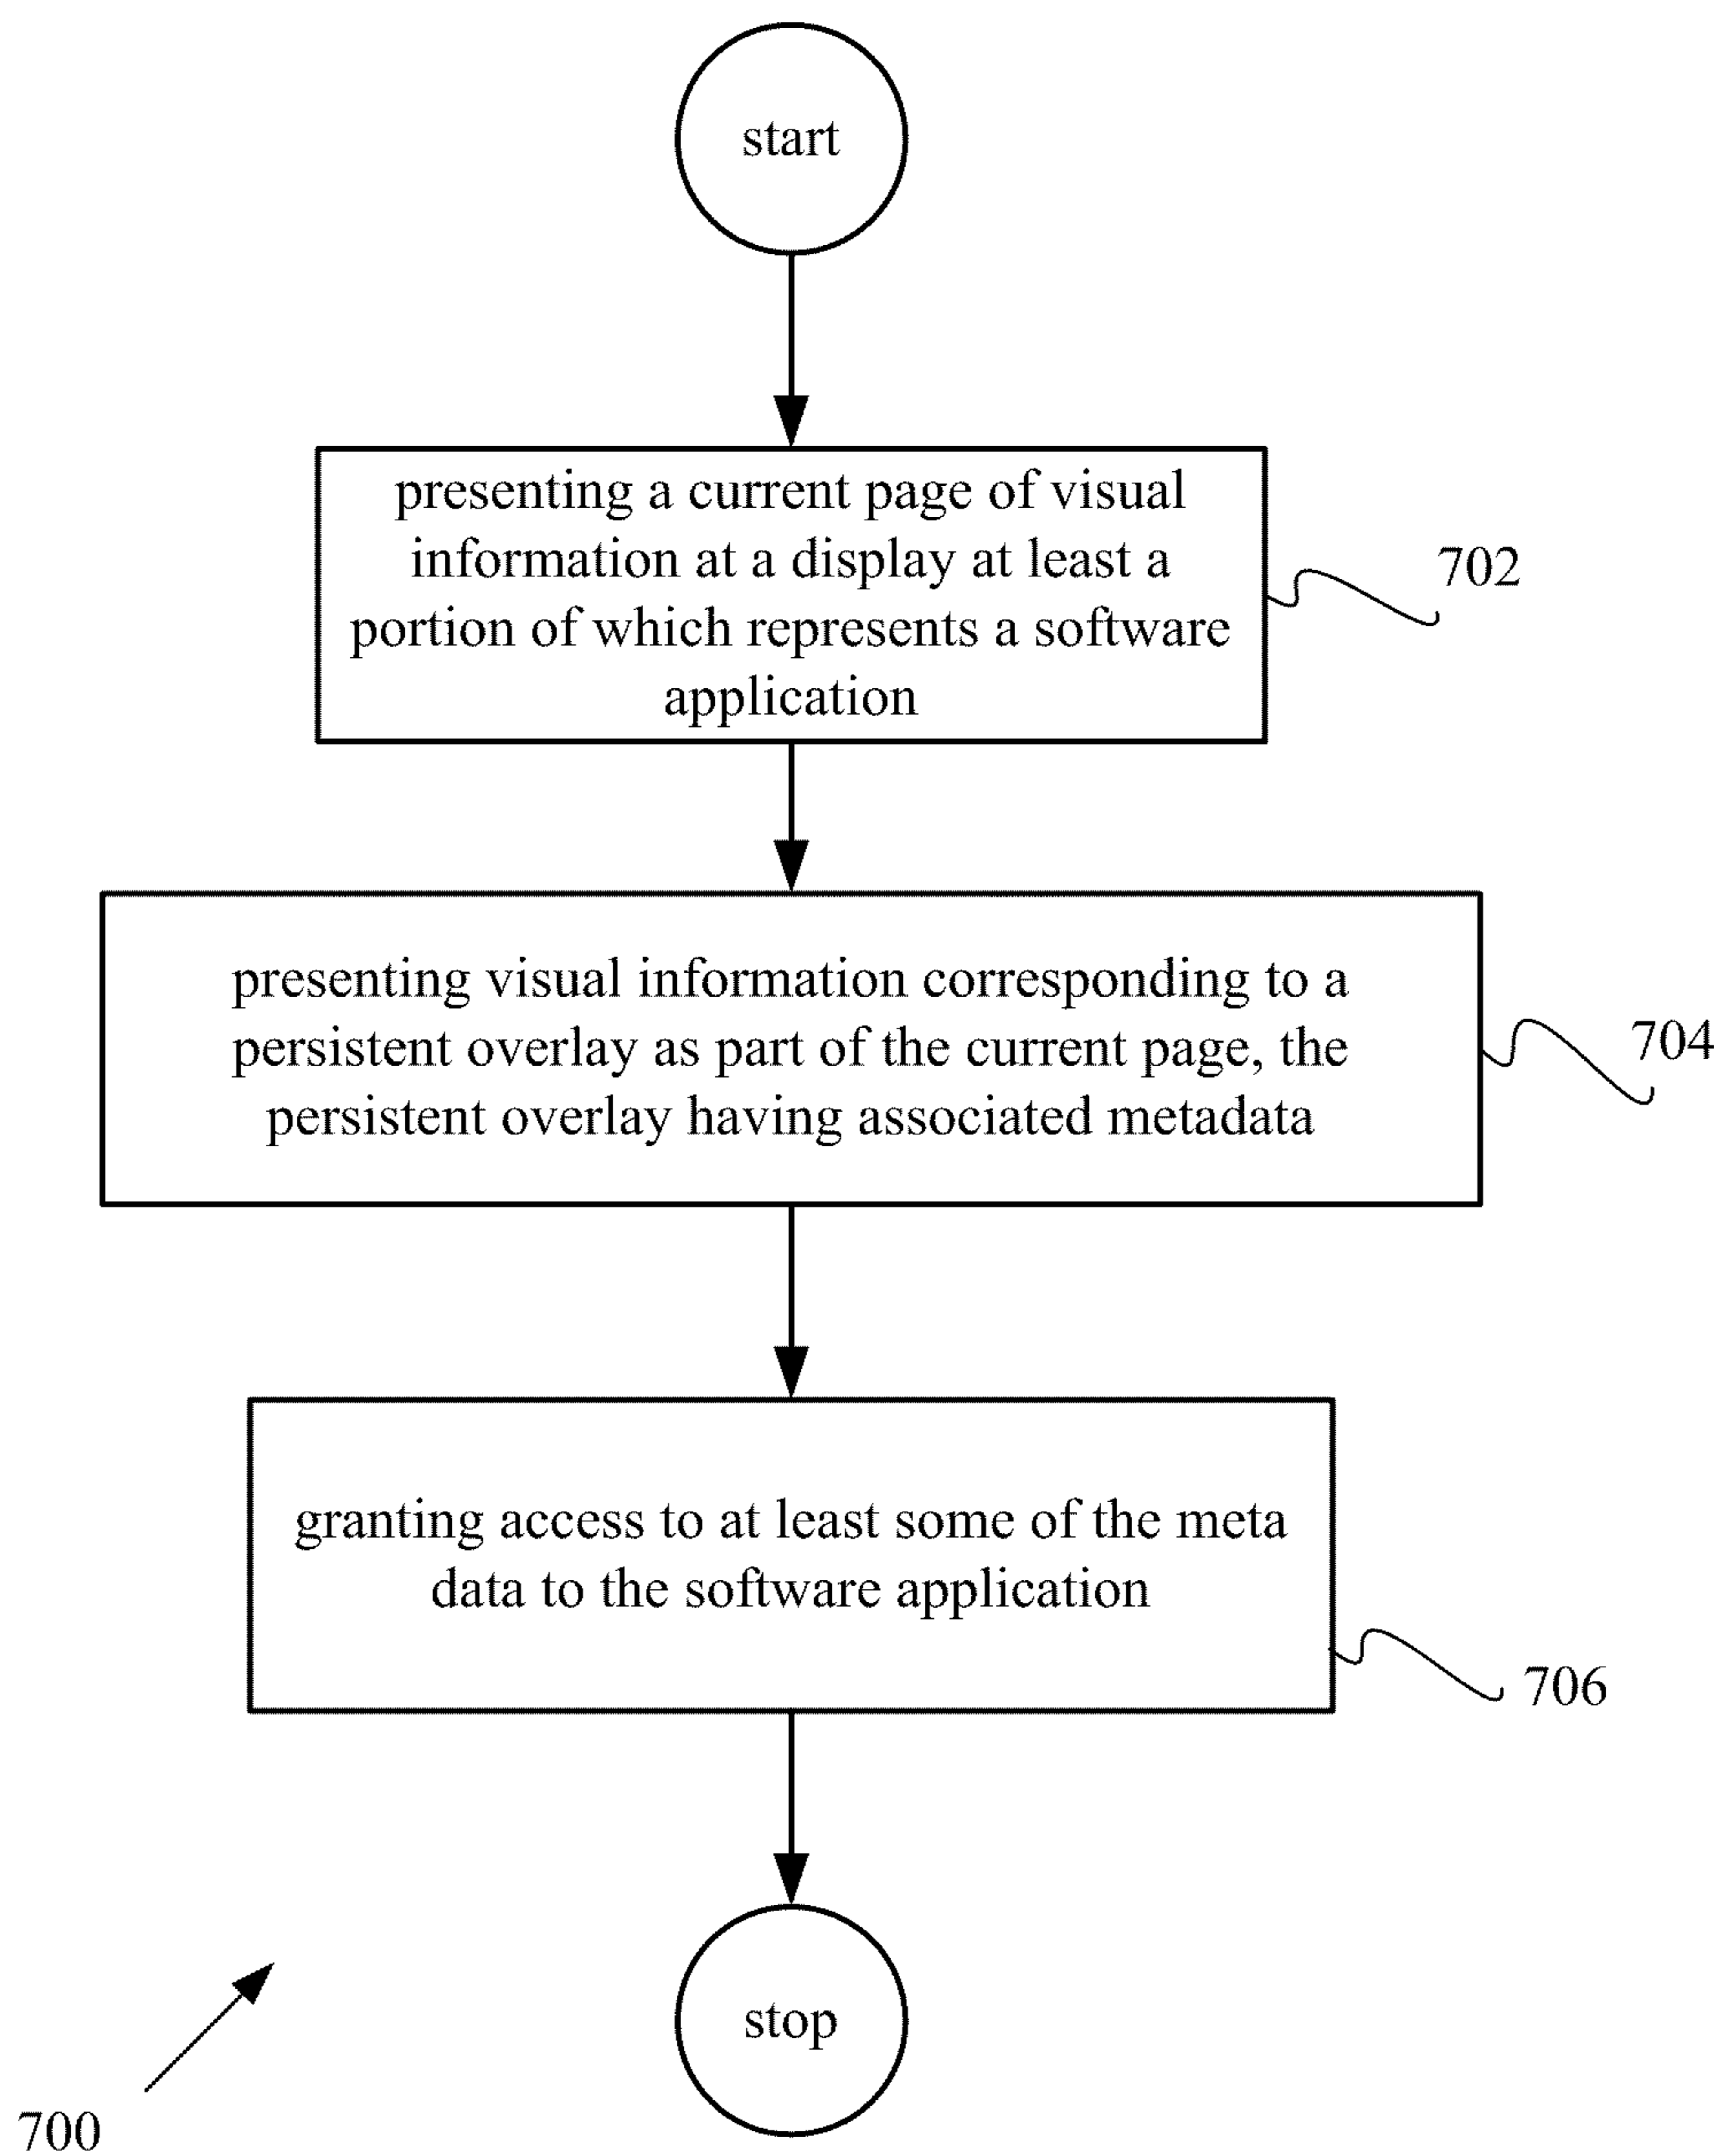 start
presenting a current page of visual
information at a display at least a
portion of which represents a software
application
702
presenting visual information corresponding to a
persistent overlay as part of the current page, the
persistent overlay having associated metadata
704
granting access to at least some of the meta
data to the software application
706
stop
700